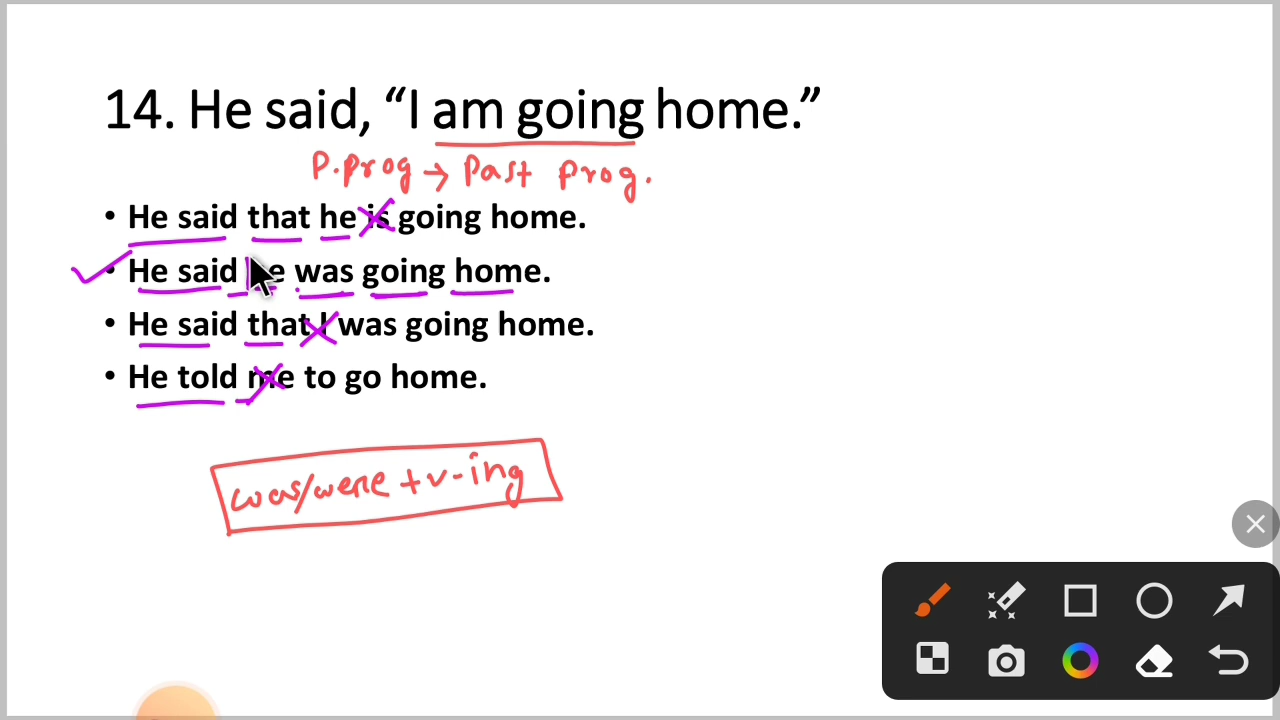 14. He said, “I am going home.”
P.prog → Past prog.
• He said that he is going home.
• He said he was going home.
• He said that I was going home.
• He told me to go home.
was/were + v-ing